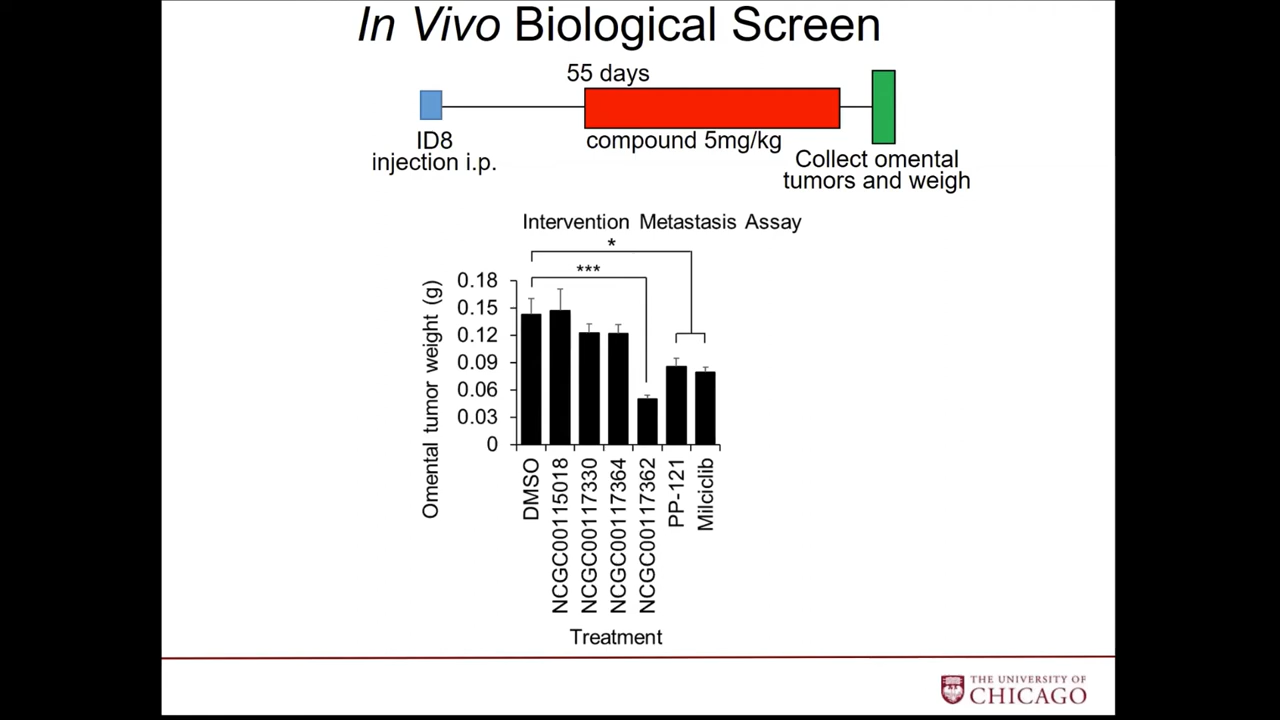 In Vivo Biological Screen
55 days
ID8
injection i.p.
compound 5mg/kg
Collect omental
tumors and weigh
Intervention Metastasis Assay
*
***
Omental tumor weight (g)
0.18
0.15
0.12
0.09
0.06
0.03
0
DMSO
NCGC00115018
NCGC00117330
NCGC00117364
NCGC00117362
PP-121
Milciclib
Treatment
THE UNIVERSITY OF
CHICAGO